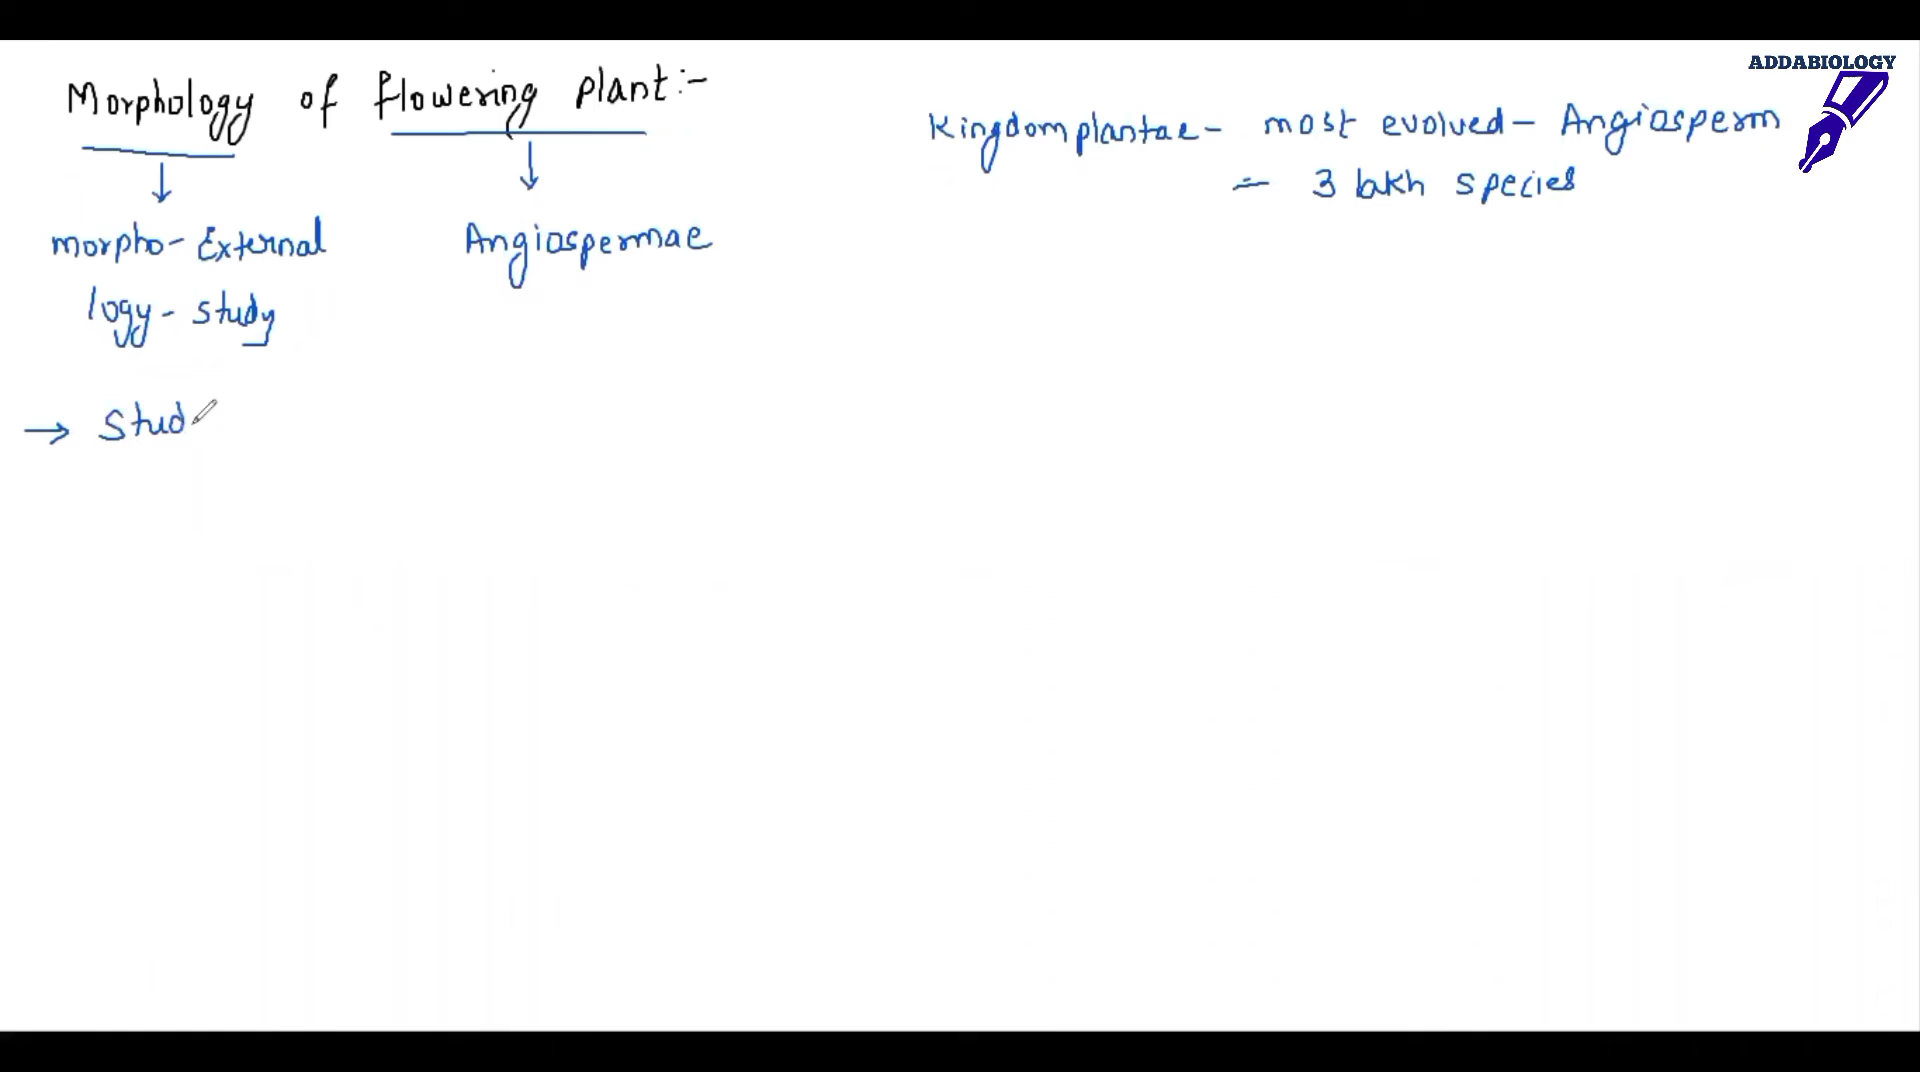 ADDABIOLOGY
Morphology of flowering plant:-
Kingdom plantae - most evolved - Angiosperm
= 3 lakh species
morpho - External
Angiospermae
logy - study
→ Stud